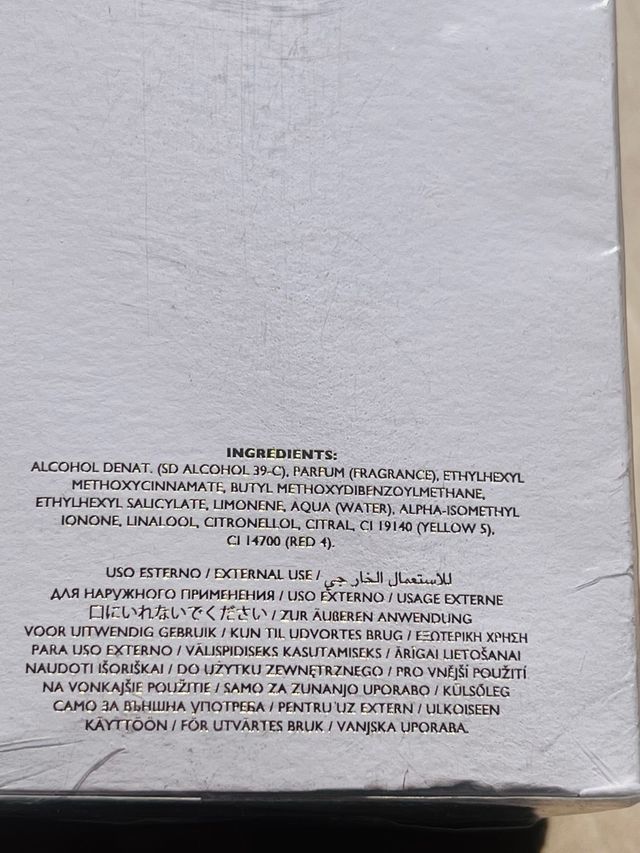 INGREDIENTS:
ALCOHOL DENAT. (SD ALCOHOL 39-C), PARFUM (FRAGRANCE), ETHYLHEXYL
METHOXYCINNAMATE, BUTYL METHOXYDIBENZOYLMETHANE,
ETHYLHEXYL SALICYLATE, LIMONENE, AQUA (WATER), ALPHA-ISOMETHYL
IONONE, LINALOOL, CITRONELLOL, CITRAL, CI 19140 (YELLOW 5),
CI 14700 (RED 4).
USO ESTERNO / EXTERNAL USE / للاستعمال الخارجي
ДЛЯ НАРУЖНОГО ПРИМЕНЕНИЯ / USO EXTERNO / USAGE EXTERNE
口にいれないでください / ZUR ÄUßEREN ANWENDUNG
VOOR UITWENDIG GEBRUIK / KUN TIL UDVORTES BRUG / ΕΞΩΤΕΡΙΚΗ ΧΡΗΣΗ
PARA USO EXTERNO / VÄLISPIDISEKS KASUTAMISEKS / ĀRĪGAI LIETOŠANAI
NAUDOTI IŠORIŠKAI / DO UŻYTKU ZEWNĘTRZNEGO / PRO VNĚJŠÍ POUŽITÍ
NA VONKAJŠIE POUŽITIE / SAMO ZA ZUNANJO UPORABO / KÜLSŐLEG
САМО ЗА ВЪНШНА УПОТРЕБА / PENTRU UZ EXTERN / ULKOISEEN
KÄYTTÖÖN / FÖR UTVÄRTES BRUK / VANJSKA UPORABA.